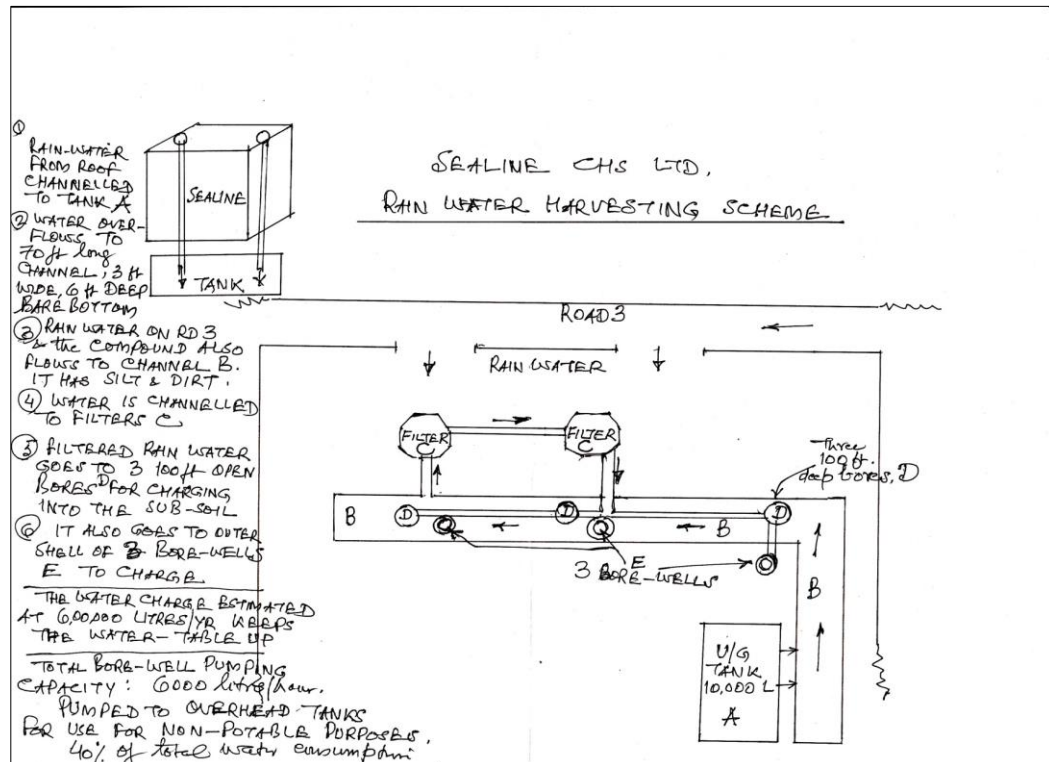 SEALINE CHS LTD.
RAIN WATER HARVESTING SCHEME
①
RAIN-WATER
FROM ROOF
CHANNELLED
TO TANK A
② WATER OVER-
FLOWS TO
70 ft long
CHANNEL, 3 ft
WIDE, 6 ft DEEP
BARE BOTTOM
③ RAIN WATER ON RD 3
& the COMPOUND ALSO
FLOWS TO CHANNEL B.
IT HAS SILT & DIRT.
④ WATER IS CHANNELLED
TO FILTERS C
⑤ FILTERED RAIN WATER
GOES TO 3 100ft OPEN
BORES D FOR CHARGING
INTO THE SUB-SOIL
⑥ IT ALSO GOES TO OUTER
SHELL OF 3 BORE-WELLS
E TO CHARGE
THE WATER CHARGE ESTIMATED
AT 6,00,000 LITRES/YR KEEPS
THE WATER-TABLE UP
TOTAL BORE-WELL PUMPING
CAPACITY: 6000 litre/hour.
PUMPED TO OVERHEAD TANKS
FOR USE FOR NON-POTABLE PURPOSES.
40% of total water consumption
SEALINE
TANK
ROAD 3
RAIN WATER
FILTER
C
FILTER
C
Three
100 ft.
deep bores, D
B
D
D
D
B
E
3 BORE-WELLS
B
U/G
TANK
10,000 L
A